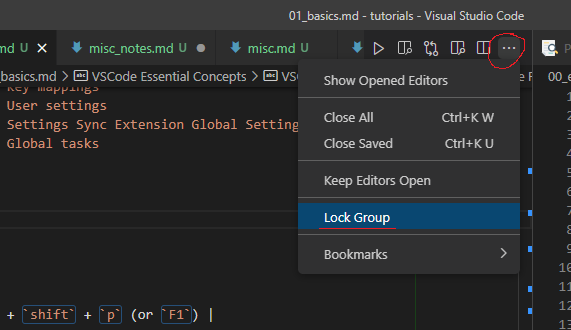 01_basics.md - tutorials - Visual Studio Code
md U misc_notes.md U misc.md U
_basics.md > VSCode Essential Concepts >
00_e
Show Opened Editors
Close All Ctrl+K W
Close Saved Ctrl+K U
Keep Editors Open
Lock Group
Bookmarks
Key mappings
User settings
Settings Sync Extension Global Setting
Global tasks
+ `shift` + `p` (or `F1`) |
1
2
3
4
5
6
7
8
9
10
11
12
13